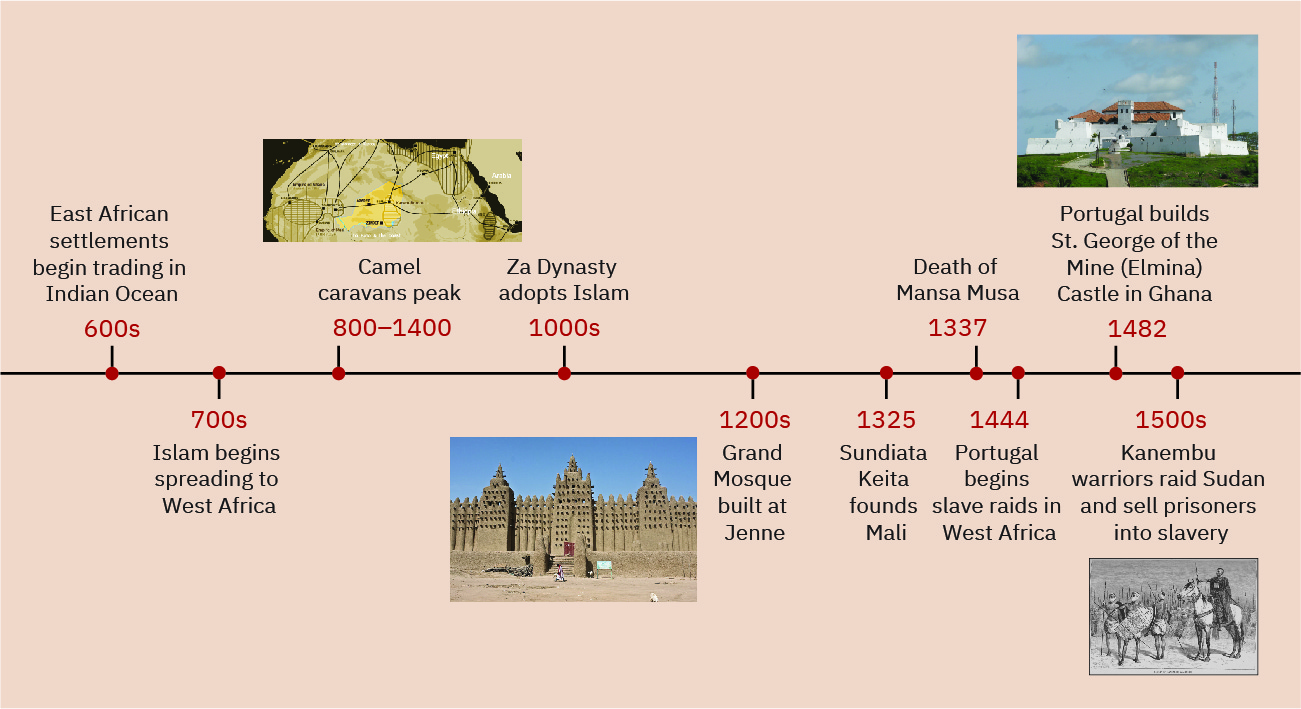 East African
settlements
begin trading in
Indian Ocean
600s
700s
Islam begins
spreading to
West Africa
Egypt
Arabia
Camel
caravans peak
800–1400
Za Dynasty
adopts Islam
1000s
1200s
Grand
Mosque
built at
Jenne
1325
Sundiata
Keita
founds
Mali
Death of
Mansa Musa
1337
1444
Portugal
begins
slave raids in
West Africa
Portugal builds
St. George of the
Mine (Elmina)
Castle in Ghana
1482
1500s
Kanembu
warriors raid Sudan
and sell prisoners
into slavery